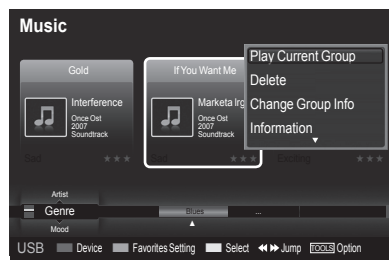 Music
Gold
Interference
Once Ost
2007
Soundtrack
Sad
★★★
If You Want Me
Marketa Irg
Once Ost
2007
Soundtrack
★★★
Exciting
★★★
Play Current Group
Delete
Change Group Info
Information
Artist
Genre
Mood
Blues
...
USB Device Favorites Setting Select Jump TOOLS Option